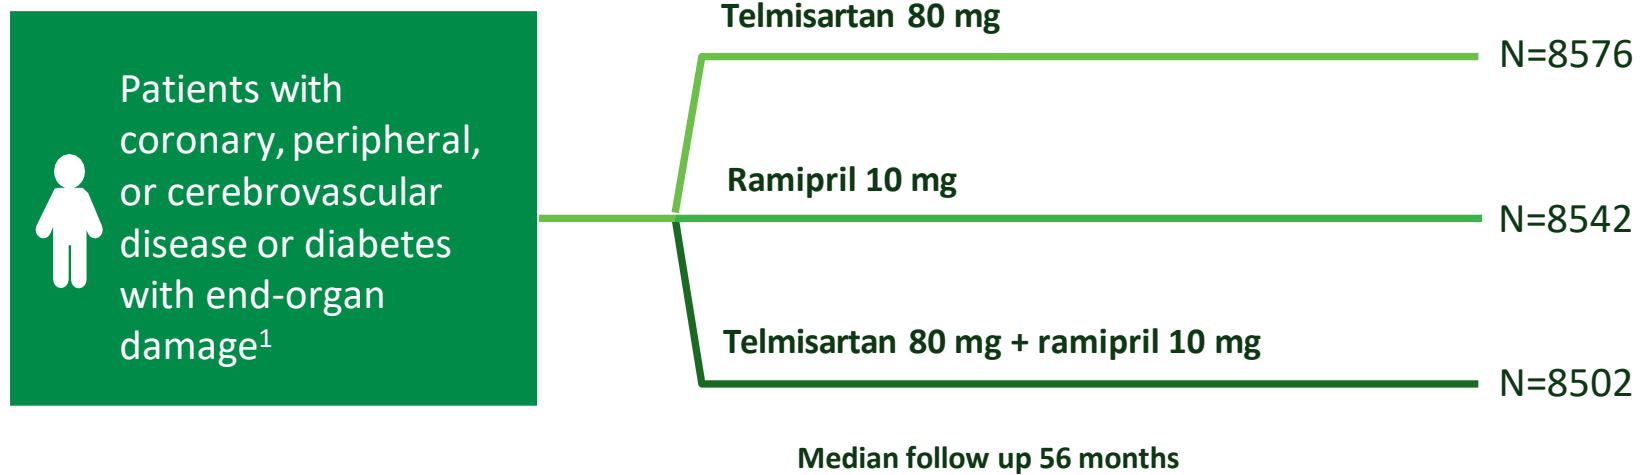 Patients with
coronary, peripheral,
or cerebrovascular
disease or diabetes
with end-organ
damage¹
Telmisartan 80 mg
N=8576
Ramipril 10 mg
N=8542
Telmisartan 80 mg + ramipril 10 mg
N=8502
Median follow up 56 months